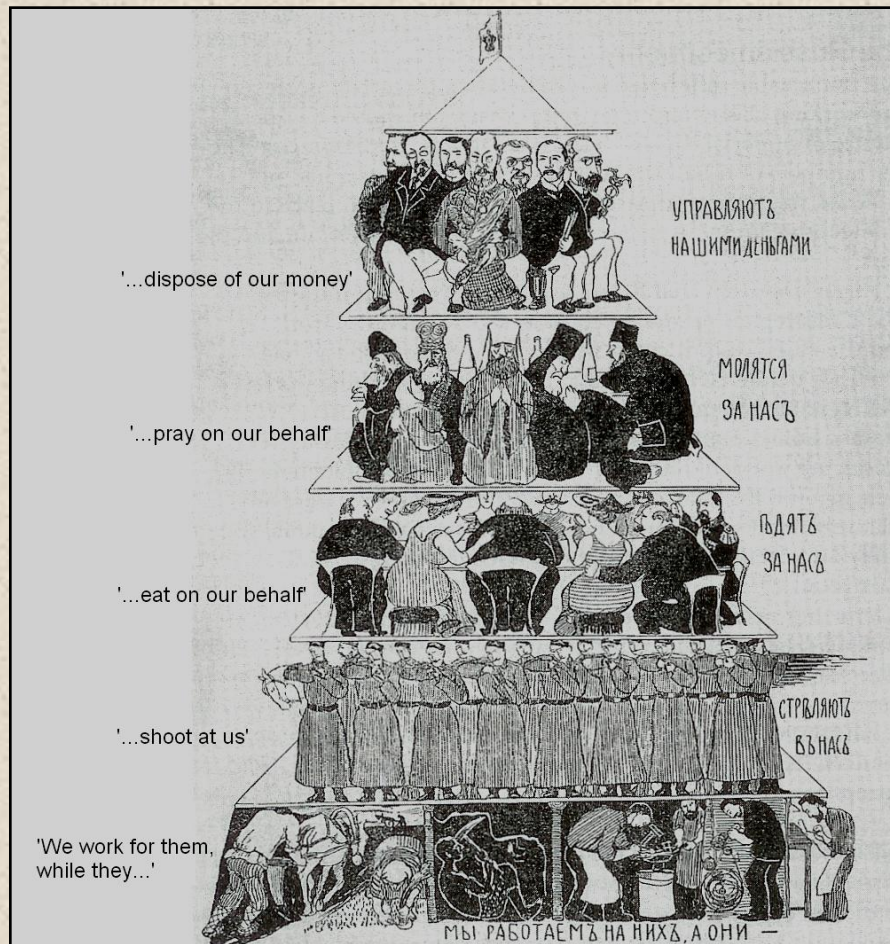 УПРАВЛЯЮТЪ
НАШИМИ ДЕНЬГАМИ
'...dispose of our money'
МОЛЯТСЯ
ЗА НАСЪ
'...pray on our behalf'
ѢДЯТЪ
ЗА НАСЪ
'...eat on our behalf'
СТРѢЛЯЮТЪ
ВЪ НАСЪ
'...shoot at us'
'We work for them,
while they...'
МЫ РАБОТАЕМЪ НА НИХЪ, А ОНИ —